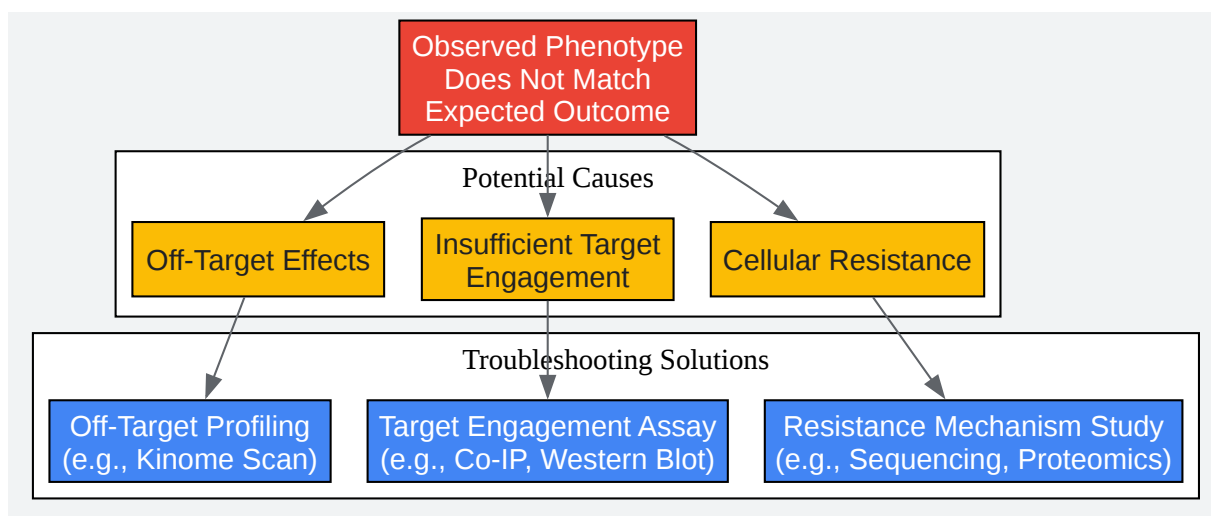 Observed Phenotype
Does Not Match
Expected Outcome
Potential Causes
Off-Target Effects
Insufficient Target
Engagement
Cellular Resistance
Troubleshooting Solutions
Off-Target Profiling
(e.g., Kinome Scan)
Target Engagement Assay
(e.g., Co-IP, Western Blot)
Resistance Mechanism Study
(e.g., Sequencing, Proteomics)